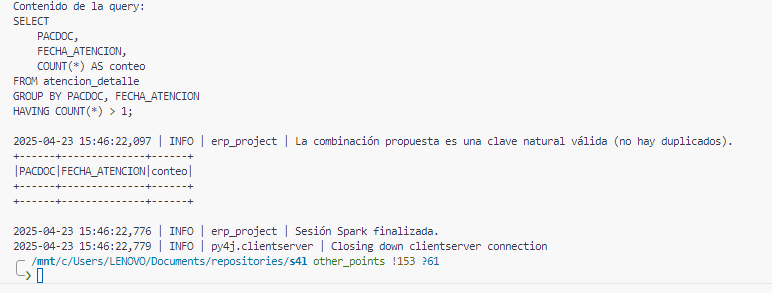 Contenido de la query:
SELECT
    PACDOC,
    FECHA_ATENCION,
    COUNT(*) AS conteo
FROM atencion_detalle
GROUP BY PACDOC, FECHA_ATENCION
HAVING COUNT(*) > 1;
2025-04-23 15:46:22,097 | INFO | erp_project | La combinación propuesta es una clave natural válida (no hay duplicados).
+------+--------------+------+
|PACDOC|FECHA_ATENCION|conteo|
+------+--------------+------+
+------+--------------+------+
2025-04-23 15:46:22,776 | INFO | erp_project | Sesión Spark finalizada.
2025-04-23 15:46:22,779 | INFO | py4j.clientserver | Closing down clientserver connection
/mnt/c/Users/LENOVO/Documents/repositories/s4l other_points !153 ?61